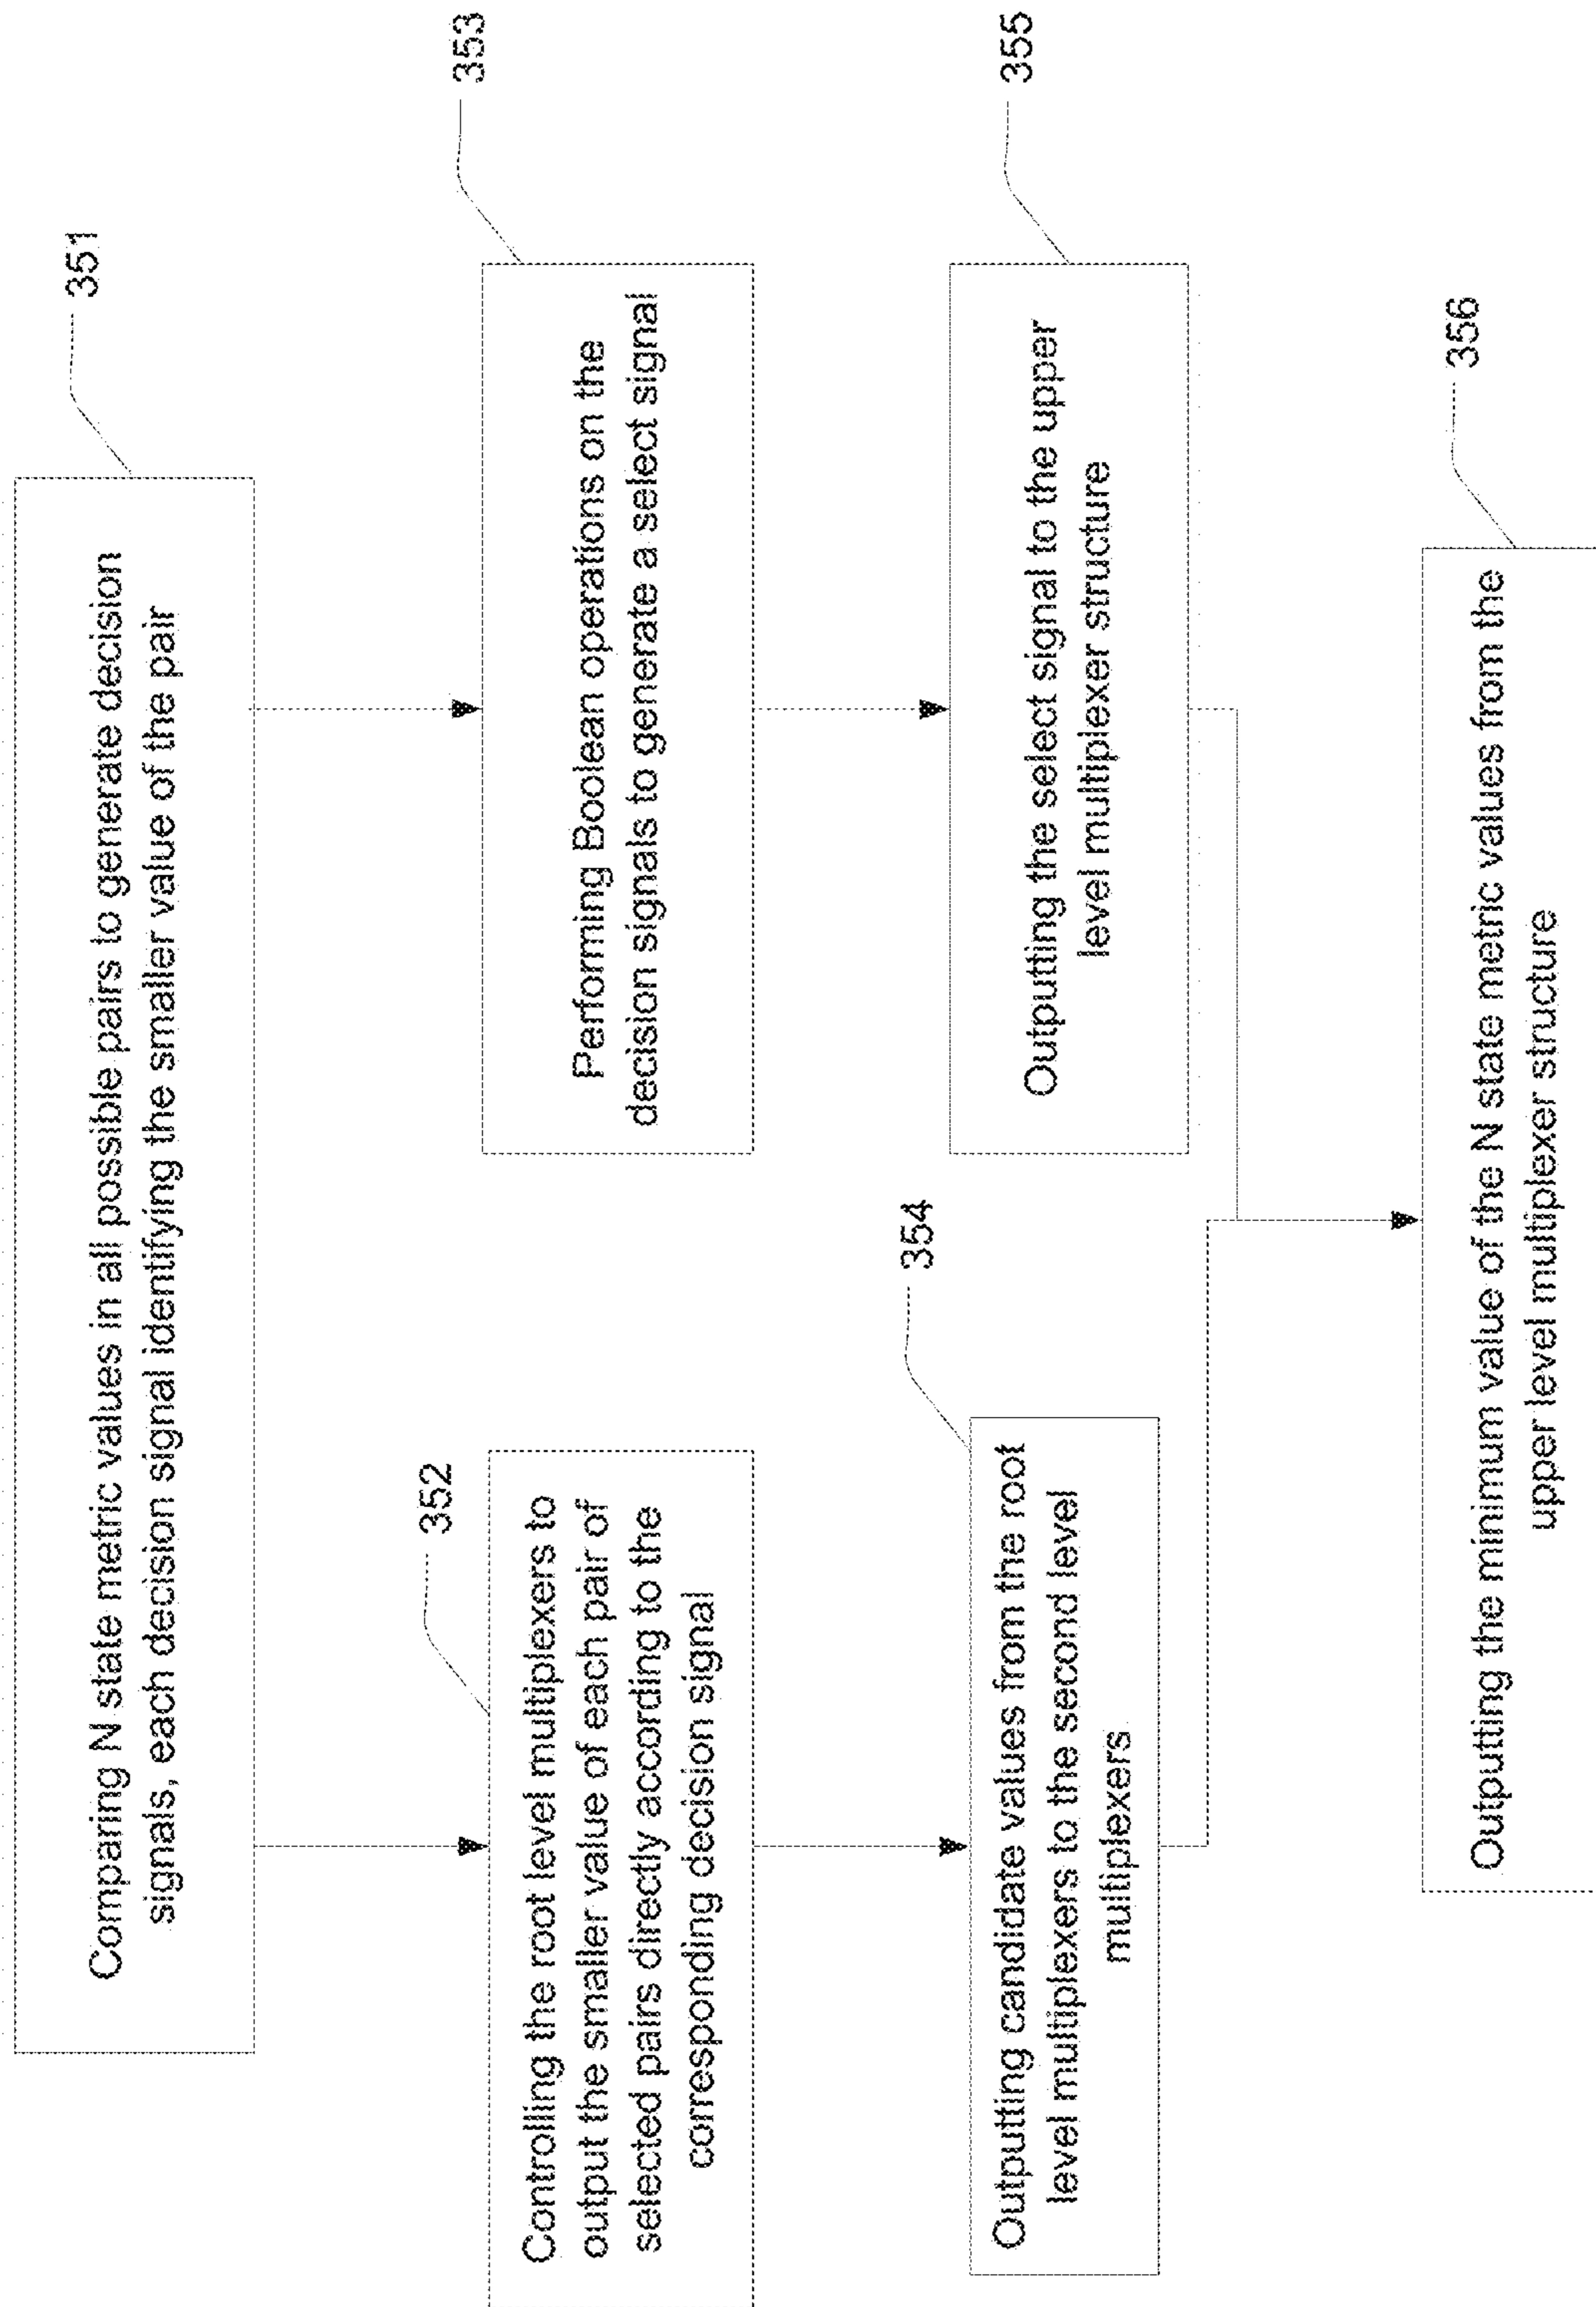 351
Comparing N state metric values in all possible pairs to generate decision
signals, each decision signal identifying the smaller value of the pair
352
Controlling the root level multiplexers to
output the smaller value of each pair of
selected pairs directly according to the
corresponding decision signal
353
Performing Boolean operations on the
decision signals to generate a select signal
354
Outputting candidate values from the root
level multiplexers to the second level
multiplexers
355
Outputting the select signal to the upper
level multiplexer structure
356
Outputting the minimum value of the N state metric values from the
upper level multiplexer structure